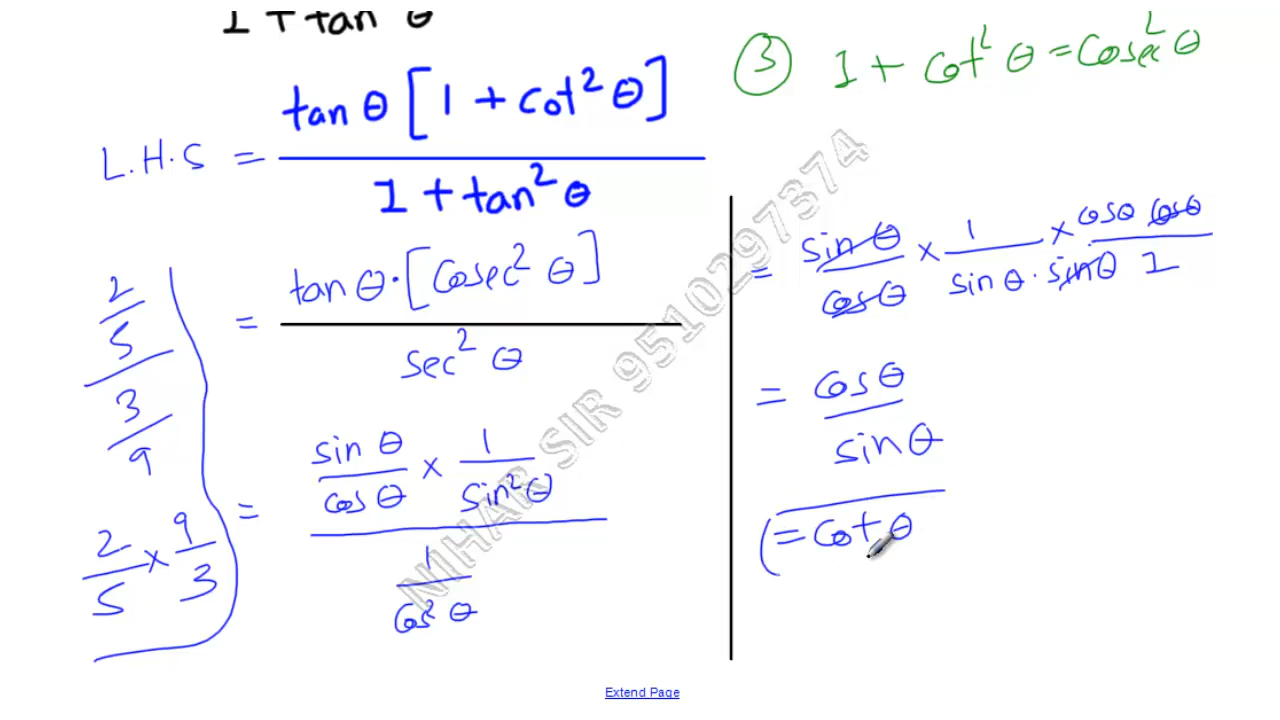 1 + tan θ
L.H.S = tan θ [1 + cot² θ] / 1 + tan² θ
= tan θ · [Cosec² θ] / sec² θ
= sin θ / cos θ × 1 / sin² θ / 1 / cos² θ
2/5 / 3/9
2/5 × 9/3
③ 1 + cot² θ = Cosec² θ
= sin θ / cos θ × 1 / sin θ · sin θ × cos θ cos θ / 1
= cos θ / sin θ
= cot θ
NIHAR SIR 9510297374
Extend Page